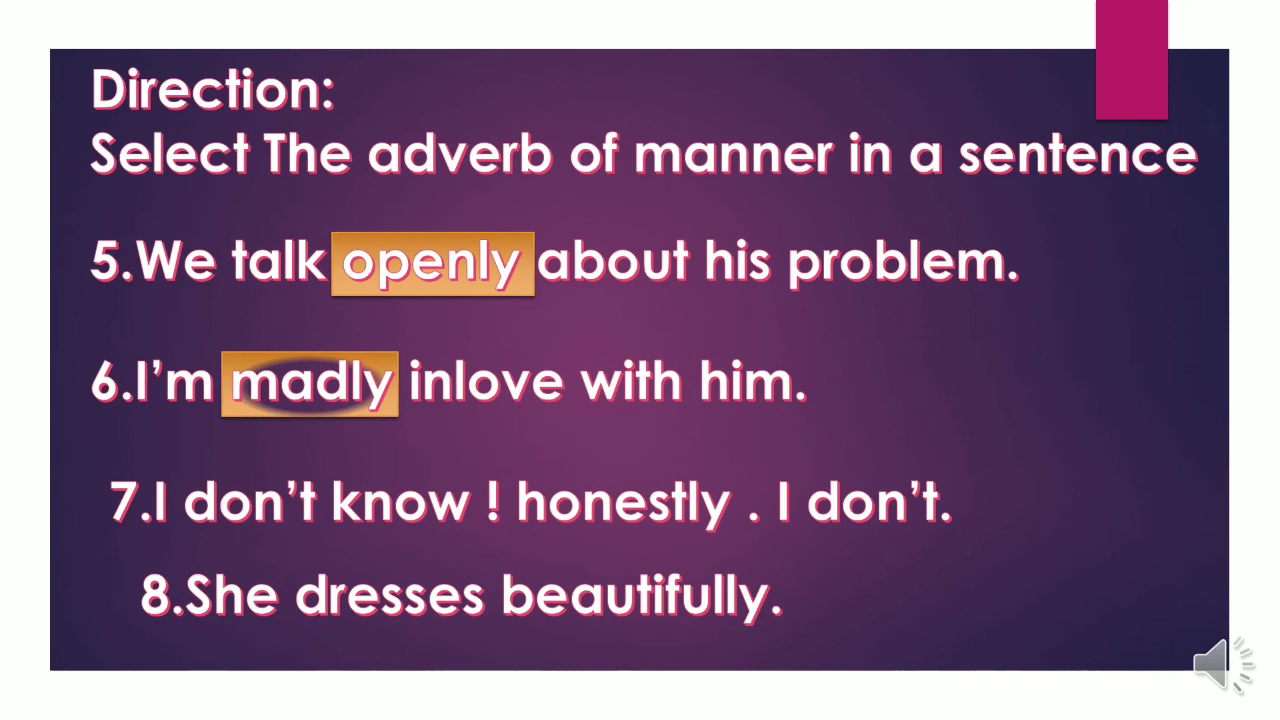 Direction:
Select The adverb of manner in a sentence
5.We talk openly about his problem.
6.I’m madly inlove with him.
7.I don’t know ! honestly . I don’t.
8.She dresses beautifully.